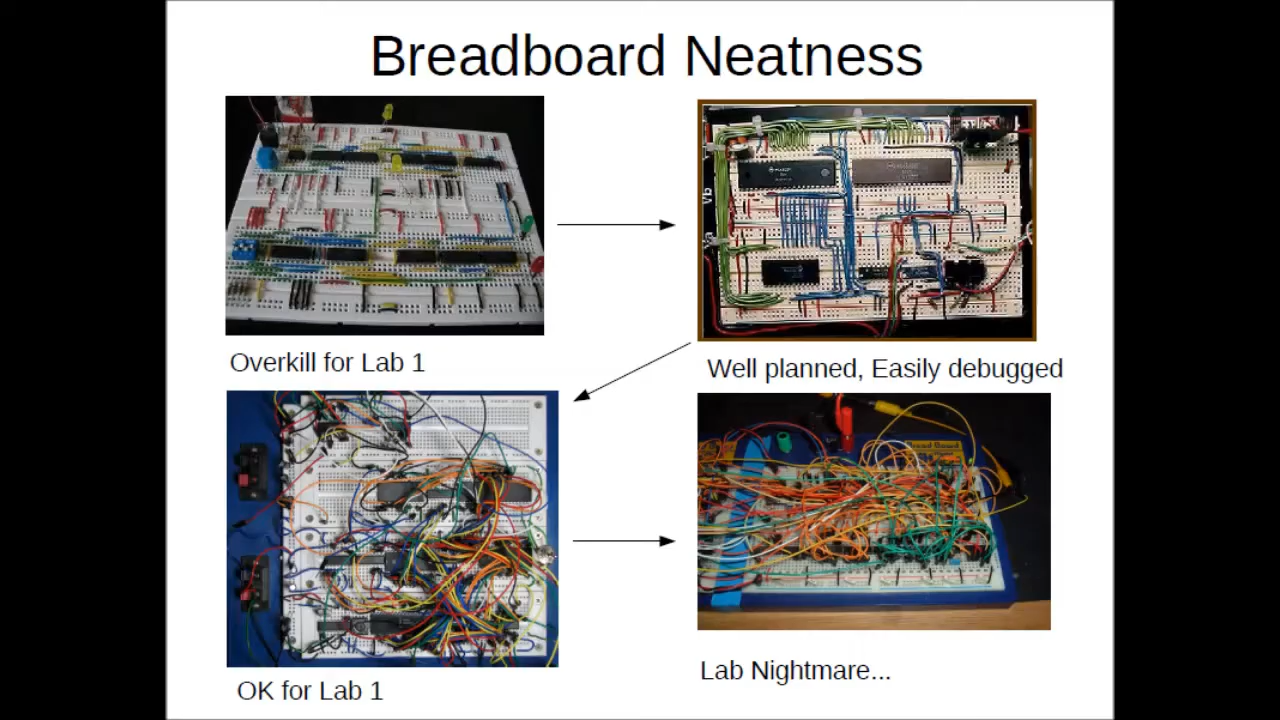 Breadboard Neatness
Overkill for Lab 1
Well planned, Easily debugged
OK for Lab 1
Lab Nightmare...